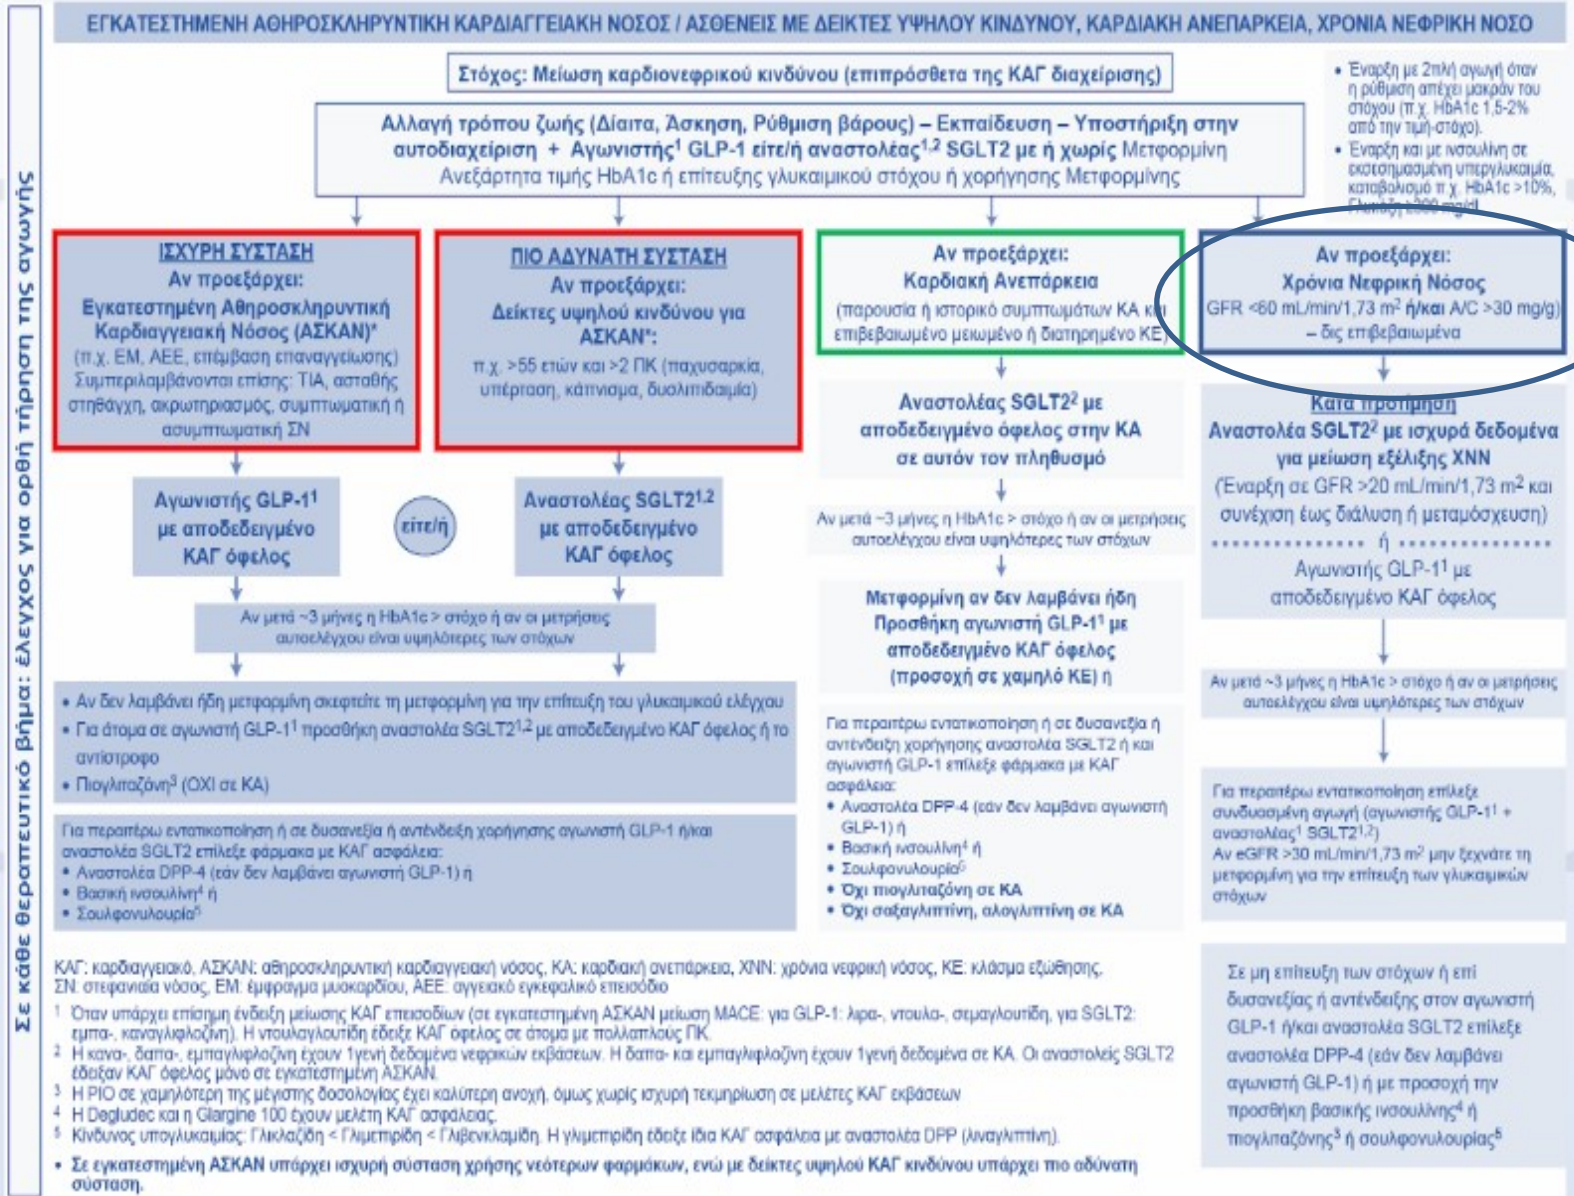 ΕΓΚΑΤΕΣΤΗΜΕΝΗ ΑΘΗΡΟΣΚΛΗΡΥΝΤΙΚΗ ΚΑΡΔΙΑΓΓΕΙΑΚΗ ΝΟΣΟΣ / ΑΣΘΕΝΕΙΣ ΜΕ ΔΕΙΚΤΕΣ ΥΨΗΛΟΥ ΚΙΝΔΥΝΟΥ, ΚΑΡΔΙΑΚΗ ΑΝΕΠΑΡΚΕΙΑ, ΧΡΟΝΙΑ ΝΕΦΡΙΚΗ ΝΟΣΟ
Σε κάθε θεραπευτικό βήμα: έλεγχος για ορθή τήρηση της αγωγής
Στόχος: Μείωση καρδιονεφρικού κινδύνου (επιπρόσθετα της ΚΑΓ διαχείρισης)
Αλλαγή τρόπου ζωής (Δίαιτα, Άσκηση, Ρύθμιση βάρους) – Εκπαίδευση – Υποστήριξη στην
αυτοδιαχείριση + Αγωνιστής¹ GLP-1 είτε/ή αναστολέας¹,² SGLT2 με ή χωρίς Μετφορμίνη
Ανεξάρτητα τιμής HbA1c ή επίτευξης γλυκαιμικού στόχου ή χορήγησης Μετφορμίνης
• Έναρξη με 2πλή αγωγή όταν
η ρύθμιση απέχει μακράν του
στόχου (π.χ. HbA1c 1,5-2%
από την τιμή-στόχο).
• Έναρξη και με ινσουλίνη σε
εκσεσημασμένη υπεργλυκαιμία,
καταβολισμό π.χ. HbA1c >10%,
Γλυκόζη ≥300 mg/dl
ΙΣΧΥΡΗ ΣΥΣΤΑΣΗ
Αν προεξάρχει:
Εγκατεστημένη Αθηροσκληρυντική
Καρδιαγγειακή Νόσος (ΑΣΚΑΝ)*
(π.χ. ΕΜ, ΑΕΕ, επέμβαση επαναγγείωσης)
Συμπεριλαμβάνονται επίσης: ΤΙΑ, ασταθής
στηθάγχη, ακρωτηριασμός, συμπτωματική ή
ασυμπτωματική ΣΝ
ΠΙΟ ΑΔΥΝΑΤΗ ΣΥΣΤΑΣΗ
Αν προεξάρχει:
Δείκτες υψηλού κινδύνου για
ΑΣΚΑΝ*:
π.χ. >55 ετών και >2 ΠΚ (παχυσαρκία,
υπέρταση, κάπνισμα, δυσλιπιδαιμία)
Αγωνιστής GLP-1¹
με αποδεδειγμένο
ΚΑΓ όφελος
είτε/ή
Αναστολέας SGLT2¹,²
με αποδεδειγμένο
ΚΑΓ όφελος
Αν μετά ~3 μήνες η HbA1c > στόχο ή αν οι μετρήσεις
αυτοελέγχου είναι υψηλότερες των στόχων
• Αν δεν λαμβάνει ήδη μετφορμίνη σκεφτείτε τη μετφορμίνη για την επίτευξη του γλυκαιμικού ελέγχου
• Για άτομα σε αγωνιστή GLP-1¹ προσθήκη αναστολέα SGLT2¹,² με αποδεδειγμένο ΚΑΓ όφελος ή το
αντίστροφο
• Πιογλιταζόνη³ (ΟΧΙ σε ΚΑ)
Για περαιτέρω εντατικοποίηση ή σε δυσανεξία ή αντένδειξη χορήγησης αγωνιστή GLP-1 ή/και
αναστολέα SGLT2 επίλεξε φάρμακα με ΚΑΓ ασφάλεια:
• Αναστολέα DPP-4 (εάν δεν λαμβάνει αγωνιστή GLP-1) ή
• Βασική ινσουλίνη⁴ ή
• Σουλφονυλουρία⁵
Αν προεξάρχει:
Καρδιακή Ανεπάρκεια
(παρουσία ή ιστορικό συμπτωμάτων ΚΑ και
επιβεβαιωμένο μειωμένο ή διατηρημένο ΚΕ)
Αναστολέας SGLT2² με
αποδεδειγμένο όφελος στην ΚΑ
σε αυτόν τον πληθυσμό
Αν μετά ~3 μήνες η HbA1c > στόχο ή αν οι μετρήσεις
αυτοελέγχου είναι υψηλότερες των στόχων
Μετφορμίνη αν δεν λαμβάνει ήδη
Προσθήκη αγωνιστή GLP-1¹ με
αποδεδειγμένο ΚΑΓ όφελος
(προσοχή σε χαμηλό ΚΕ) ή
Για περαιτέρω εντατικοποίηση ή σε δυσανεξία ή
αντένδειξη χορήγησης αναστολέα SGLT2 ή και
αγωνιστή GLP-1 επίλεξε φάρμακα με ΚΑΓ
ασφάλεια:
• Αναστολέα DPP-4 (εάν δεν λαμβάνει αγωνιστή
GLP-1) ή
• Βασική ινσουλίνη⁴ ή
• Σουλφονυλουρία⁵
• Όχι πιογλιταζόνη σε ΚΑ
• Όχι σαξαγλιπτίνη, αλογλιπτίνη σε ΚΑ
Αν προεξάρχει:
Χρόνια Νεφρική Νόσος
GFR <60 mL/min/1,73 m² ή/και A/C >30 mg/g)
– δις επιβεβαιωμένα
Κατά προτίμηση
Αναστολέα SGLT2² με ισχυρά δεδομένα
για μείωση εξέλιξης ΧΝΝ
(Έναρξη σε GFR >20 mL/min/1,73 m² και
συνέχιση έως διάλυση ή μεταμόσχευση)
ή
Αγωνιστής GLP-1¹ με
αποδεδειγμένο ΚΑΓ όφελος
Αν μετά ~3 μήνες η HbA1c > στόχο ή αν οι μετρήσεις
αυτοελέγχου είναι υψηλότερες των στόχων
Για περαιτέρω εντατικοποίηση επίλεξε
συνδυασμένη αγωγή (αγωνιστής GLP-1¹ +
αναστολέας¹ SGLT2¹,²)
Αν eGFR >30 mL/min/1,73 m² μην ξεχνάτε τη
μετφορμίνη για την επίτευξη των γλυκαιμικών
στόχων
Σε μη επίτευξη των στόχων ή επί
δυσανεξίας ή αντένδειξης στον αγωνιστή
GLP-1 ή/και αναστολέα SGLT2 επίλεξε
αναστολέα DPP-4 (εάν δεν λαμβάνει
αγωνιστή GLP-1) ή με προσοχή την
προσθήκη βασικής ινσουλίνης⁴ ή
πιογλιταζόνης³ ή σουλφονυλουρίας⁵
ΚΑΓ: καρδιαγγειακό, ΑΣΚΑΝ: αθηροσκληρυντική καρδιαγγειακή νόσος, ΚΑ: καρδιακή ανεπάρκεια, ΧΝΝ: χρόνια νεφρική νόσος, ΚΕ: κλάσμα εξώθησης,
ΣΝ: στεφανιαία νόσος, ΕΜ: έμφραγμα μυοκαρδίου, ΑΕΕ: αγγειακό εγκεφαλικό επεισόδιο
¹ Όταν υπάρχει επίσημη ένδειξη μείωσης ΚΑΓ επεισοδίων (σε εγκατεστημένη ΑΣΚΑΝ μείωση MACE: για GLP-1: λιρα-, ντουλα-, σεμαγλουτίδη, για SGLT2:
εμπα-, καναγλιφλοζίνη). Η ντουλαγλουτίδη έδειξε ΚΑΓ όφελος σε άτομα με πολλαπλούς ΠΚ.
² Η κανα-, δαπα-, εμπαγλιφλοζίνη έχουν 1γενή δεδομένα νεφρικών εκβάσεων. Η δαπα- και εμπαγλιφλοζίνη έχουν 1γενή δεδομένα σε ΚΑ. Οι αναστολείς SGLT2
έδειξαν ΚΑΓ όφελος μόνο σε εγκατεστημένη ΑΣΚΑΝ.
³ Η PIO σε χαμηλότερη της μέγιστης δοσολογίας έχει καλύτερη ανοχή, όμως χωρίς ισχυρή τεκμηρίωση σε μελέτες ΚΑΓ εκβάσεων
⁴ Η Degludec και η Glargine 100 έχουν μελέτη ΚΑΓ ασφάλειας.
⁵ Κίνδυνος υπογλυκαιμίας: Γλικλαζίδη < Γλιμεπιρίδη < Γλιβενκλαμίδη. Η γλιμεπιρίδη έδειξε ίδια ΚΑΓ ασφάλεια με αναστολέα DPP (λιναγλιπτίνη).
• Σε εγκατεστημένη ΑΣΚΑΝ υπάρχει ισχυρή σύσταση χρήσης νεότερων φαρμάκων, ενώ με δείκτες υψηλού ΚΑΓ κινδύνου υπάρχει πιο αδύνατη
σύσταση.